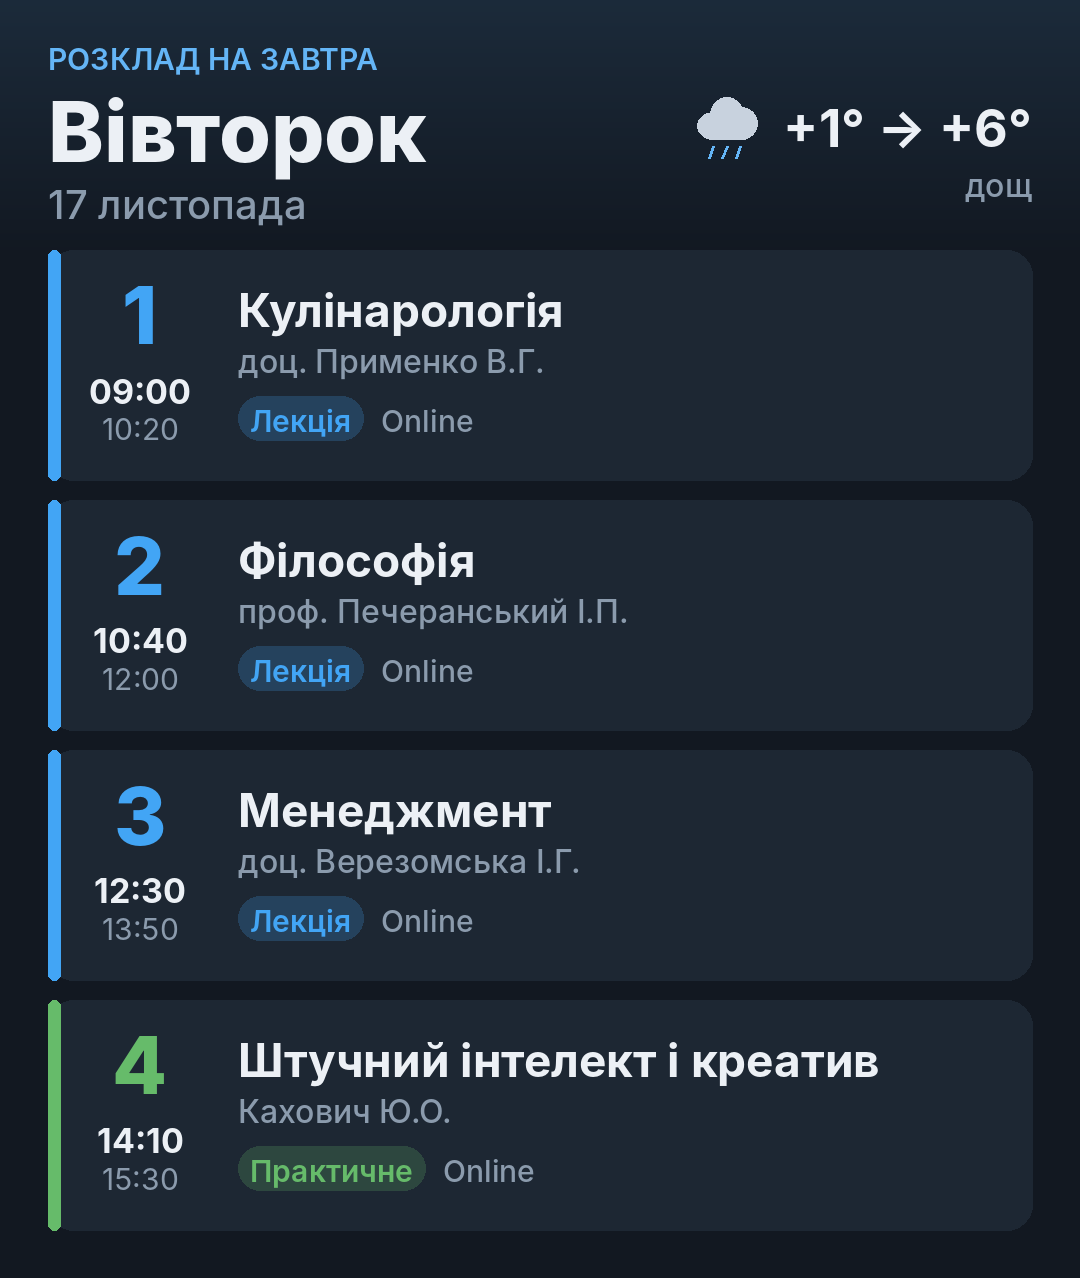 РОЗКЛАД НА ЗАВТРА
Вівторок
17 листопада
+1° → +6°
дощ
1
09:00
10:20
Кулінарологія
доц. Применко В.Г.
Лекція Online
2
10:40
12:00
Філософія
проф. Печеранський І.П.
Лекція Online
3
12:30
13:50
Менеджмент
доц. Верезомська І.Г.
Лекція Online
4
14:10
15:30
Штучний інтелект і креатив
Кахович Ю.О.
Практичне Online